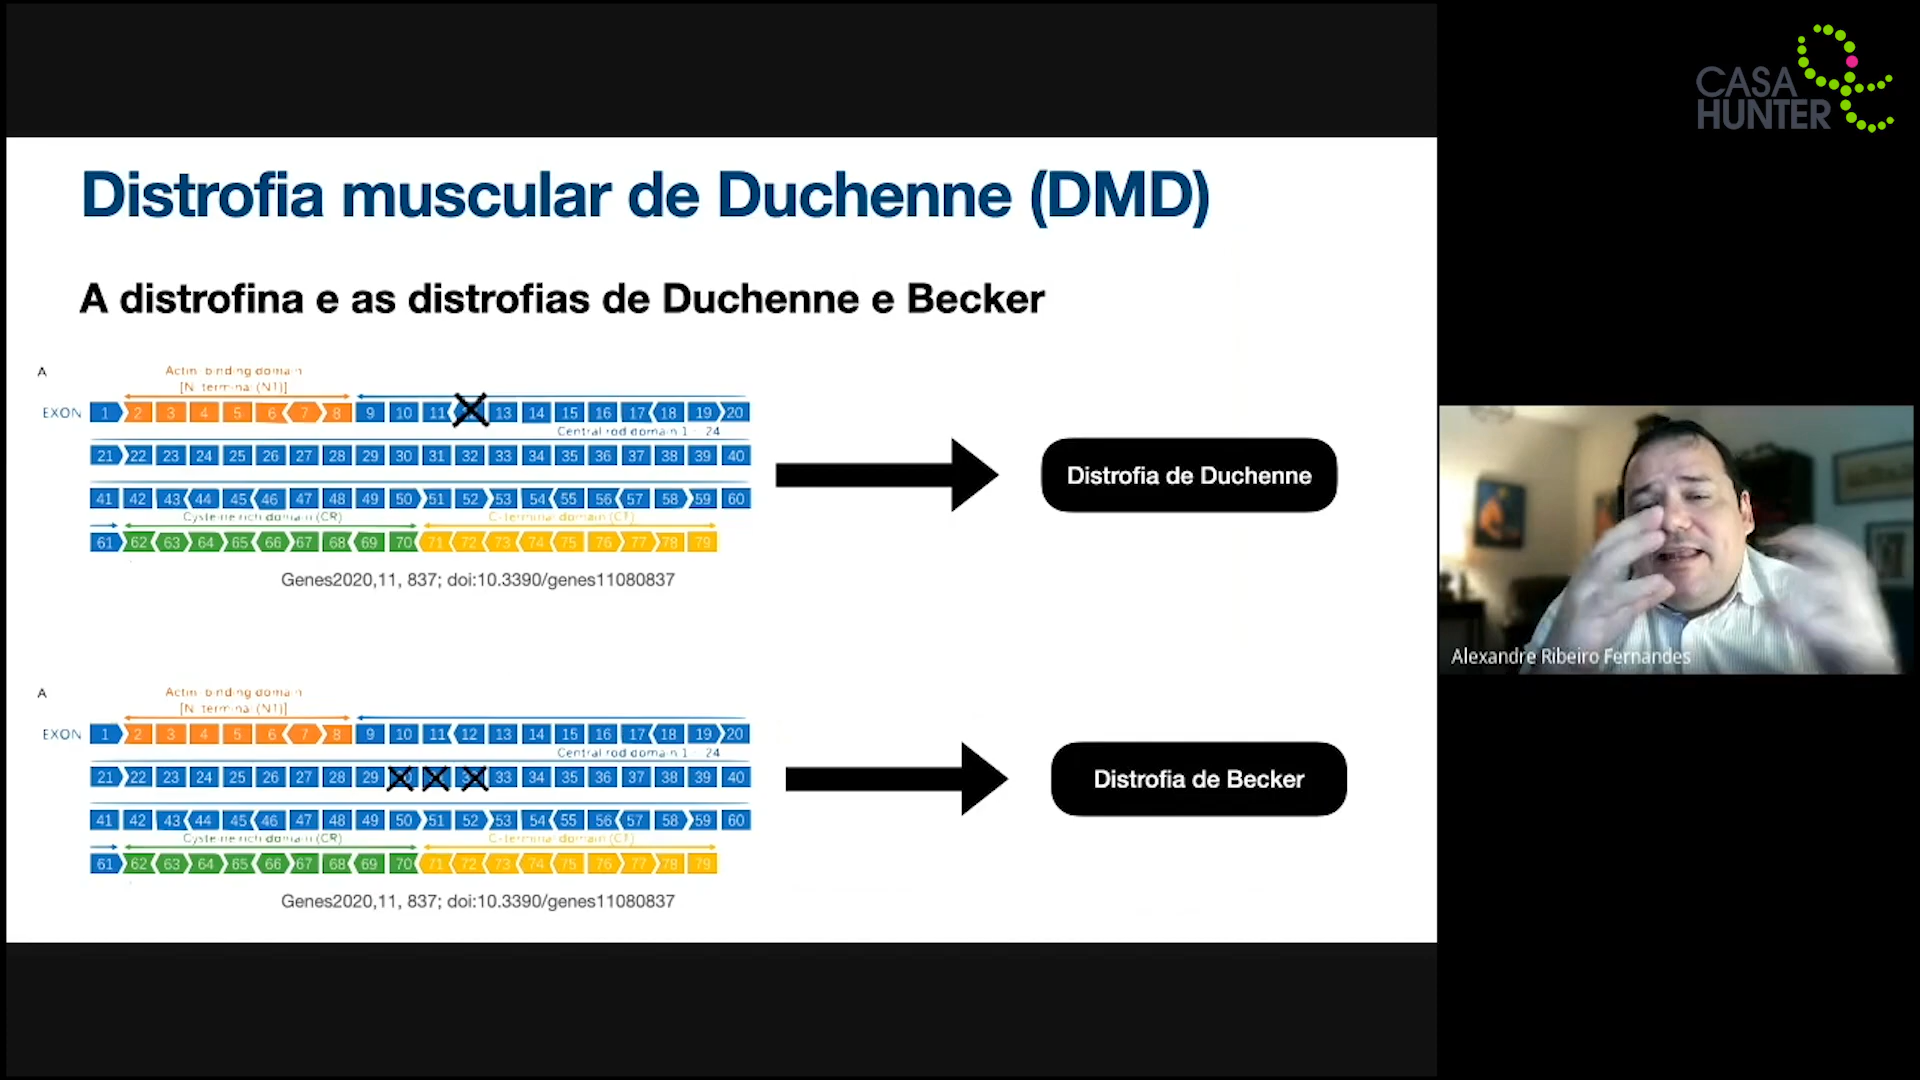 CASA
HUNTER
Distrofia muscular de Duchenne (DMD)
A distrofina e as distrofias de Duchenne e Becker
A
Actin binding domain
[N terminal (N1)]
EXON 1 2 3 4 5 6 7 8 9 10 11 13 14 15 16 17 18 19 20
Central rod domain 1 - 24
21 22 23 24 25 26 27 28 29 30 31 32 33 34 35 36 37 38 39 40
41 42 43 44 45 46 47 48 49 50 51 52 53 54 55 56 57 58 59 60
Cysteine rich domain (CR) C-terminal domain (CT)
61 62 63 64 65 66 67 68 69 70 71 72 73 74 75 76 77 78 79
Genes2020,11, 837; doi:10.3390/genes11080837
Distrofia de Duchenne
Alexandre Ribeiro Fernandes
A
Actin binding domain
[N terminal (N1)]
EXON 1 2 3 4 5 6 7 8 9 10 11 12 13 14 15 16 17 18 19 20
Central rod domain 1 - 24
21 22 23 24 25 26 27 28 29 33 34 35 36 37 38 39 40
41 42 43 44 45 46 47 48 49 50 51 52 53 54 55 56 57 58 59 60
Cysteine rich domain (CR) C-terminal domain (CT)
61 62 63 64 65 66 67 68 69 70 71 72 73 74 75 76 77 78 79
Genes2020,11, 837; doi:10.3390/genes11080837
Distrofia de Becker